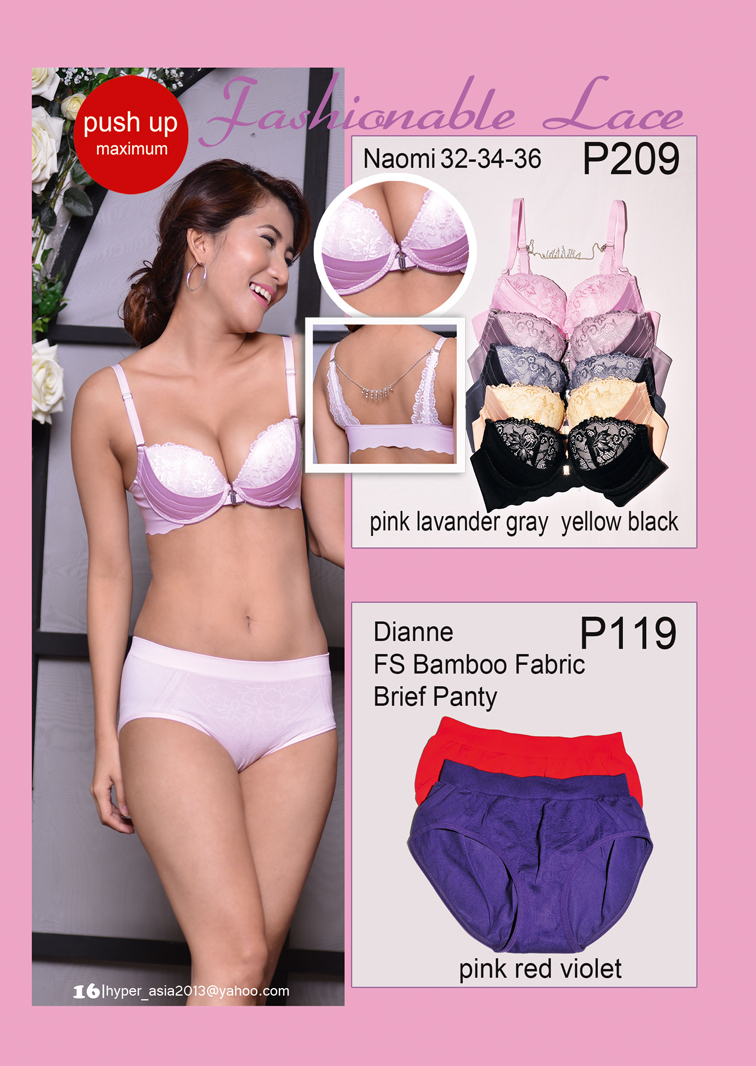 Fashionable Lace
push up
maximum
Naomi 32-34-36
P209
pink lavander gray yellow black
Dianne
P119
FS Bamboo Fabric
Brief Panty
pink red violet
16|hyper_asia2013@yahoo.com